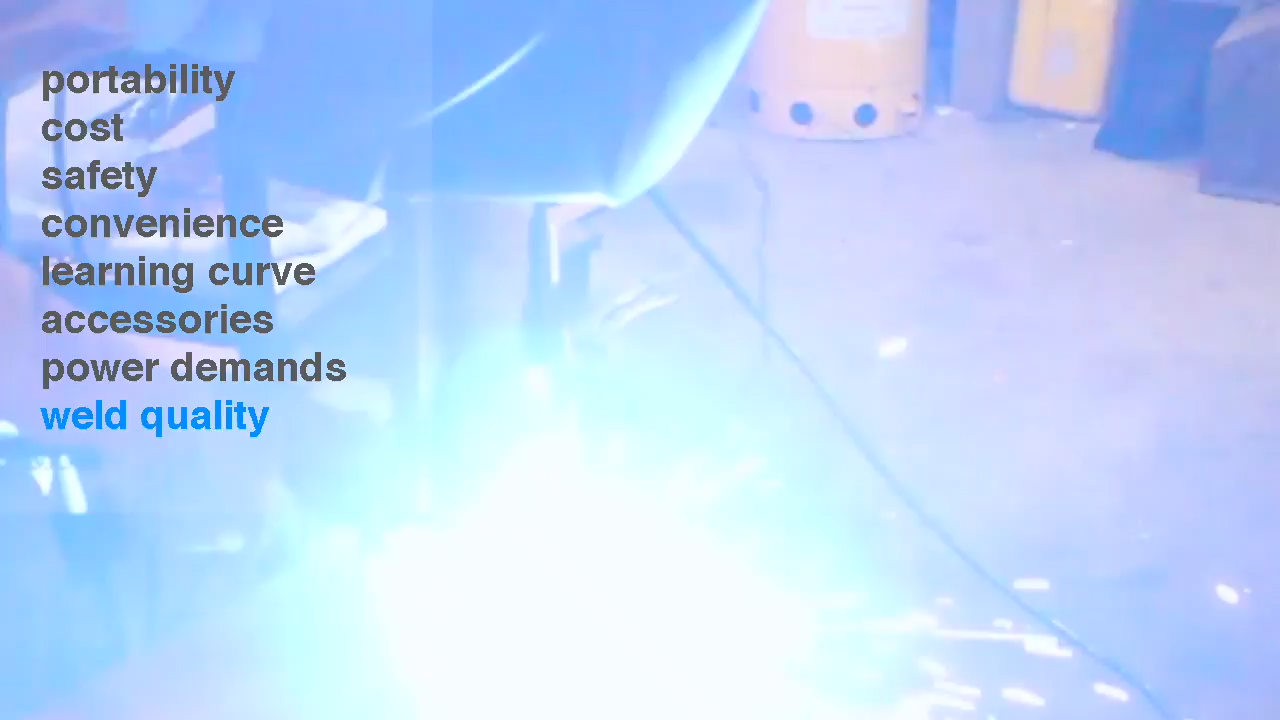 portability
cost
safety
convenience
learning curve
accessories
power demands
weld quality